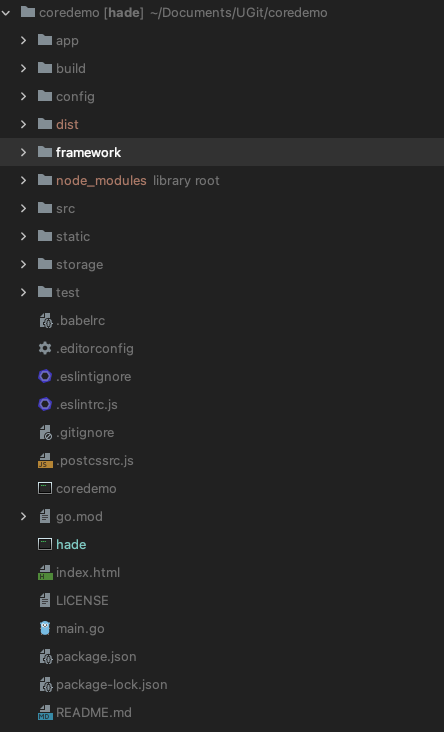 coredemo [hade] ~/Documents/UGit/coredemo
app
build
config
dist
framework
node_modules library root
src
static
storage
test
.babelrc
.editorconfig
.eslintignore
.eslintrc.js
.gitignore
.postcssrc.js
coredemo
go.mod
hade
index.html
LICENSE
main.go
package.json
package-lock.json
README.md